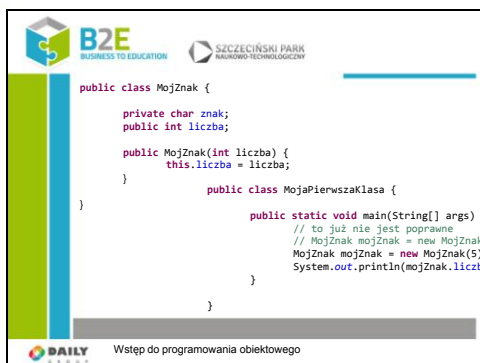 B2E
BUSINESS TO EDUCATION
SZCZECIŃSKI PARK
NAUKOWO-TECHNOLOGICZNY
public class MojZnak {
private char znak;
public int liczba;
public MojZnak(int liczba) {
this.liczba = liczba;
}
}
public class MojaPierwszaKlasa {
public static void main(String[] args)
// to już nie jest poprawne
// MojZnak mojZnak = new MojZnak
MojZnak mojZnak = new MojZnak(5)
System.out.println(mojZnak.liczb
}
}
DAILY
Wstęp do programowania obiektowego